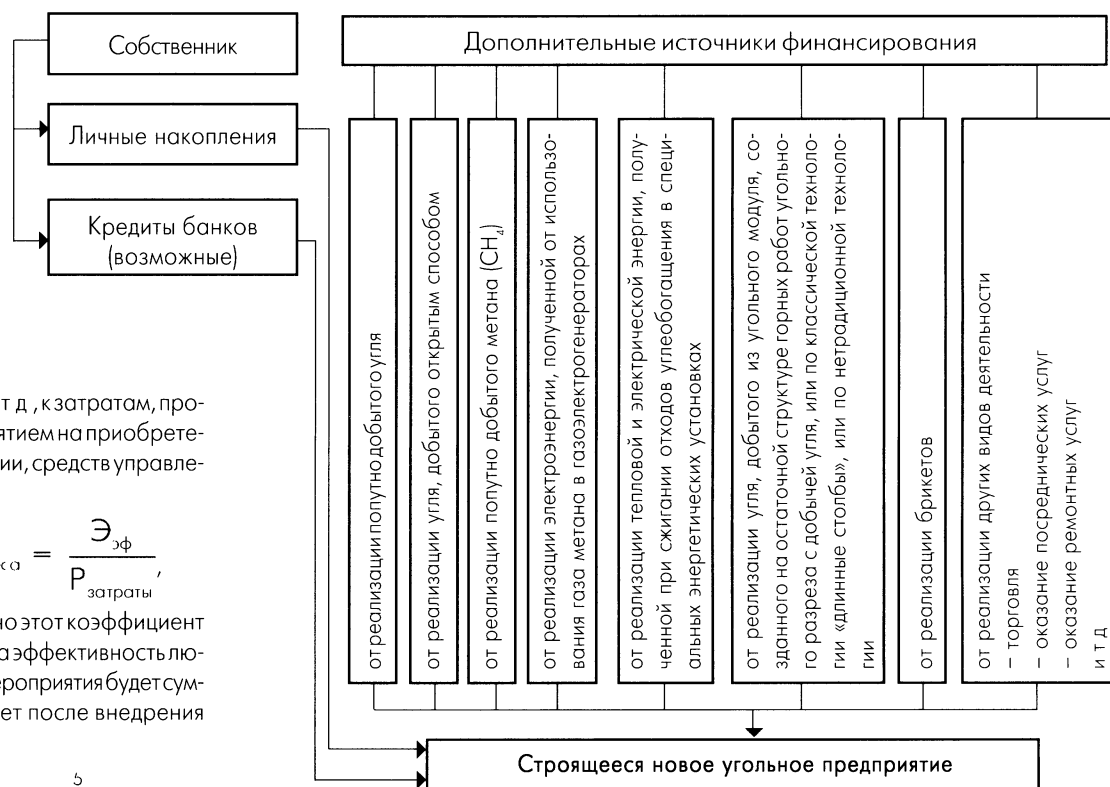 Собственник
Личные накопления
Кредиты банков
(возможные)
Дополнительные источники финансирования
от реализации попутно добытого угля
от реализации угля, добытого открытым способом
от реализации попутно добытого метана (CH₄)
от реализации электроэнергии, полученной от использо-
вания газа метана в газоэлектрогенераторах
от реализации тепловой и электрической энергии, полу-
ченной при сжигании отходов углеобогащения в специ-
альных энергетических установках
от реализации угля, добытого из угольного модуля, со-
зданного на остаточной структуре горных работ угольно-
го разреза с добычей угля, или по классической техноло-
гии «длинные столбы», или по нетрадиционной техноло-
гии
от реализации брикетов
от реализации других видов деятельности
– торговля
– оказание посреднических услуг
– оказание ремонтных услуг
и т д
Строящееся новое угольное предприятие
т д , к затратам, про-
ятием на приобрете-
ии, средств управле-
= Э эф / Р затраты ,
но этот коэффициент
а эффективность лю-
ероприятия будет сум-
ет после внедрения
5